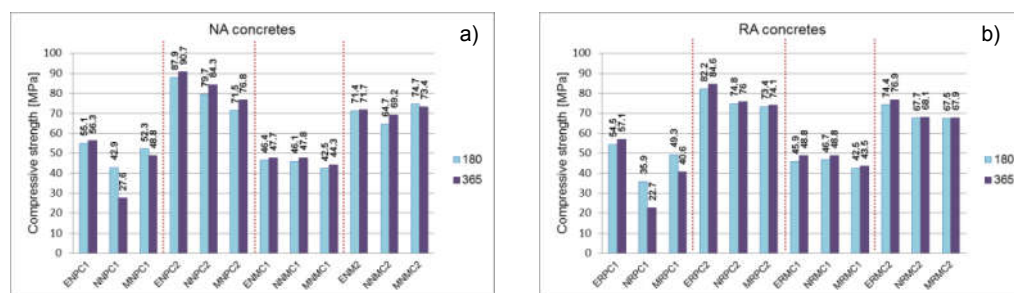 NA concretes
a)
Compressive strength [MPa]
100
90
80
70
60
50
40
30
20
10
0
55.1 56.3 42.9 27.6 52.3 48.8 87.9 90.7 79.7 84.3 71.5 76.8 46.4 47.7 46.1 47.8 42.5 44.3 71.4 71.7 64.7 69.2 74.7 73.4
180
365
ENPC1 NNPC1 MNPC1 ENPC2 NNPC2 MNPC2 ENMC1 NNMC1 MNMC1 ENM2 NNMC2 MNMC2
RA concretes
b)
Compressive strength [MPa]
100
90
80
70
60
50
40
30
20
10
0
54.5 57.1 35.9 22.7 49.3 40.6 82.2 84.6 74.8 76 73.4 74.1 45.9 48.8 46.7 48.8 42.5 43.5 74.4 76.9 67.7 68.1 67.5 67.9
180
365
ERPC1 NRPC1 MRPC1 ERPC2 NRPC2 MRPC2 ERMC1 NRMC1 MRMC1 ERMC2 NRMC2 MRMC2